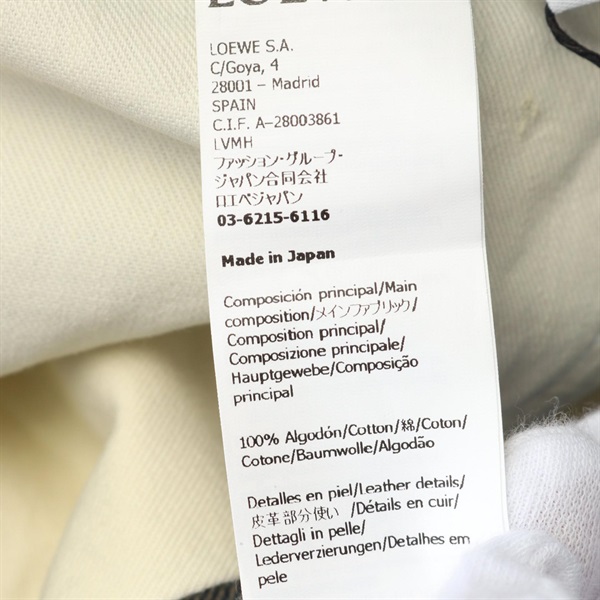 LOEWE
LOEWE S.A.
C/Goya, 4
28001 – Madrid
SPAIN
C.I.F. A-28003861
LVMH
ファッション・グループ・
ジャパン合同会社
ロエベジャパン
03-6215-6116
Made in Japan
Composición principal/Main
composition/メインファブリック/
Composition principal/
Composizione principale/
Hauptgewebe/Composição
principal
100% Algodón/Cotton/綿/Coton/
Cotone/Baumwolle/Algodão
Detalles en piel/Leather details/
皮革部分使い /Détails en cuir/
Dettagli in pelle/
Lederverzierungen/Detalhes em
pele